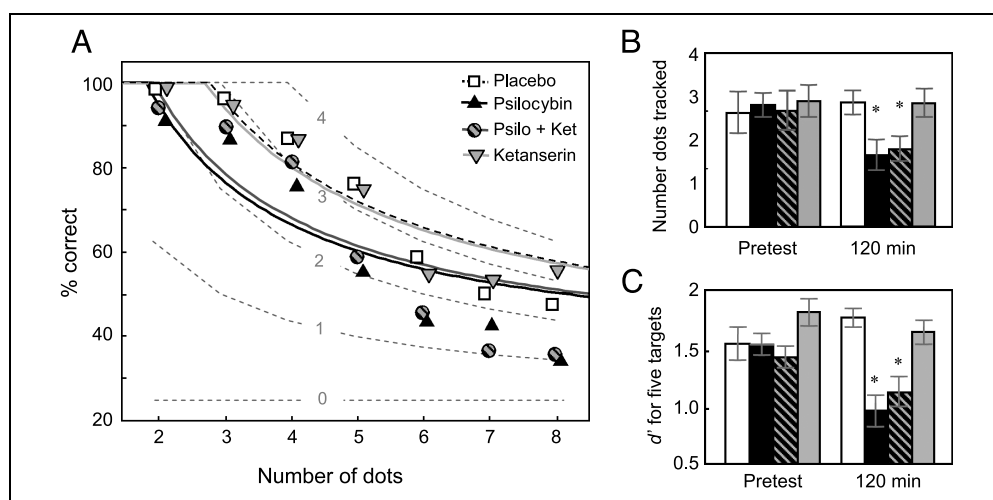 A
% correct
100
80
60
40
20
2 3 4 5 6 7 8
Number of dots
Placebo
Psilocybin
Psilo + Ket
Ketanserin
4
3
2
1
0
B
Number dots tracked
4
3
2
1
0
* *
Pretest 120 min
C
d' for five targets
2
1.5
1.0
0.5
* *
Pretest 120 min